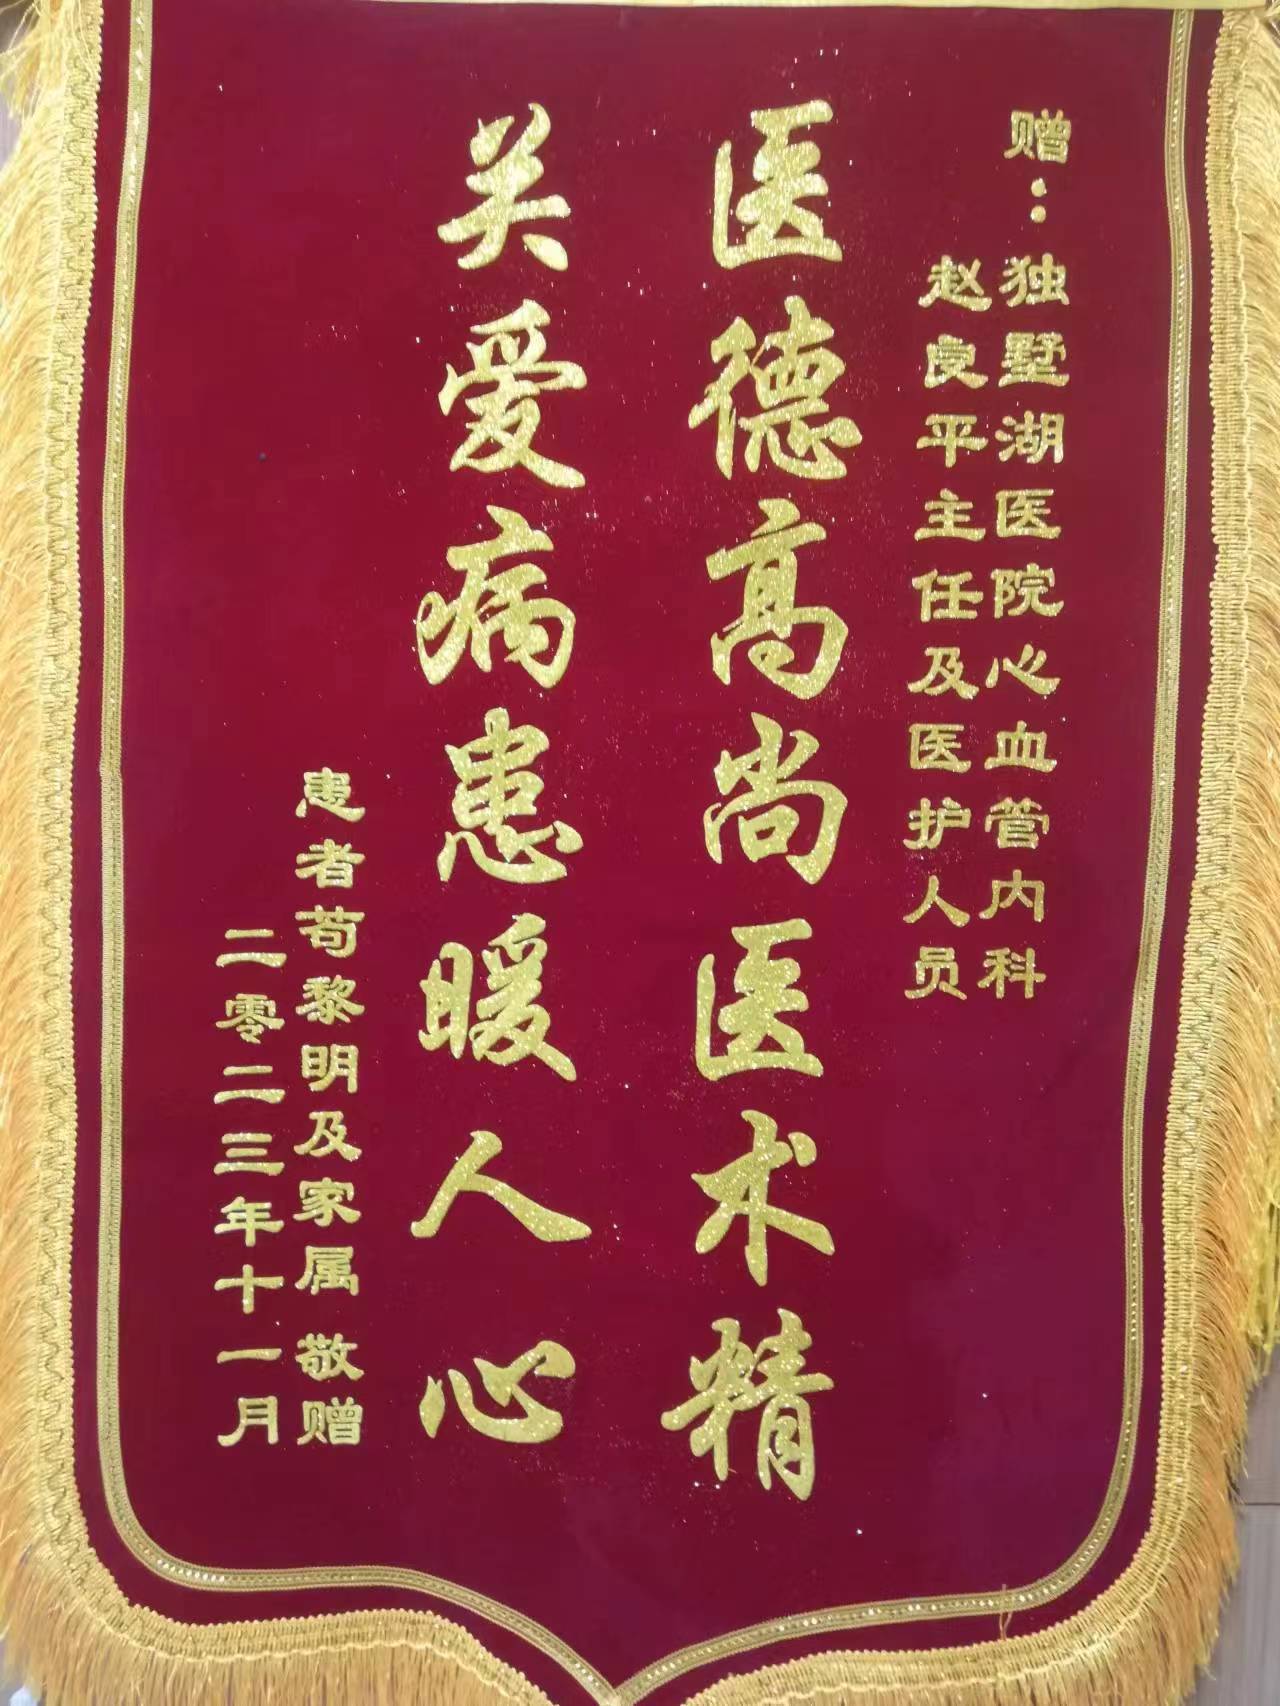 赠：独墅湖医院心血管内科
赵良平主任及医护人员
医德高尚医术精
关爱病患暖人心
患者苟黎明及家属 敬赠
二零二三年十一月